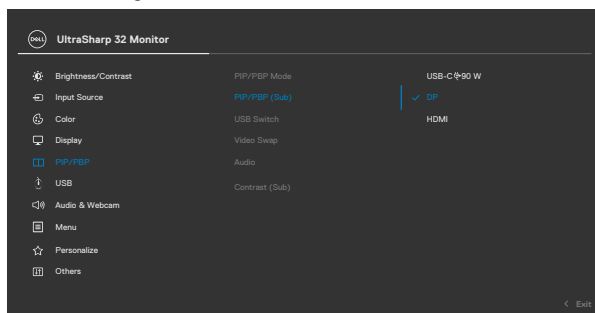 DELL UltraSharp 32 Monitor
Brightness/Contrast PIP/PBP Mode USB-C 90 W
Input Source PIP/PBP (Sub) DP
Color USB Switch HDMI
Display Video Swap
PIP/PBP Audio
USB Contrast (Sub)
Audio & Webcam
Menu
Personalize
Others
Exit